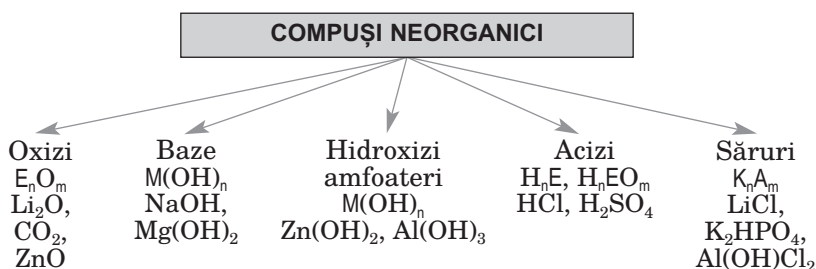 COMPUȘI NEORGANICI
Oxizi
EₙOₘ
Li₂O,
CO₂,
ZnO
Baze
M(OH)ₙ
NaOH,
Mg(OH)₂
Hidroxizi
amfoateri
M(OH)ₙ
Zn(OH)₂, Al(OH)₃
Acizi
HₙE, HₙEOₘ
HCl, H₂SO₄
Săruri
KₙAₘ
LiCl,
K₂HPO₄,
Al(OH)Cl₂